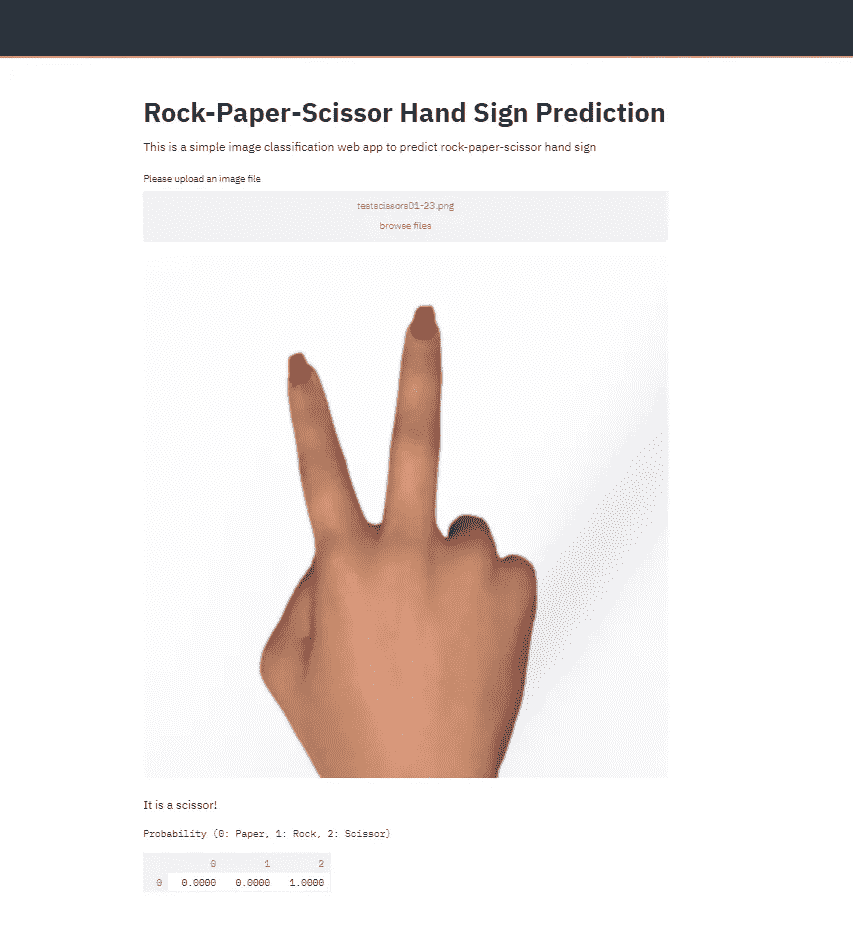 Rock-Paper-Scissor Hand Sign Prediction
This is a simple image classification web app to predict rock-paper-scissor hand sign
Please upload an image file
testscissors01-23.png
browse files
It is a scissor!
Probability (0: Paper, 1: Rock, 2: Scissor)
0 1 2
0 0.0000 0.0000 1.0000